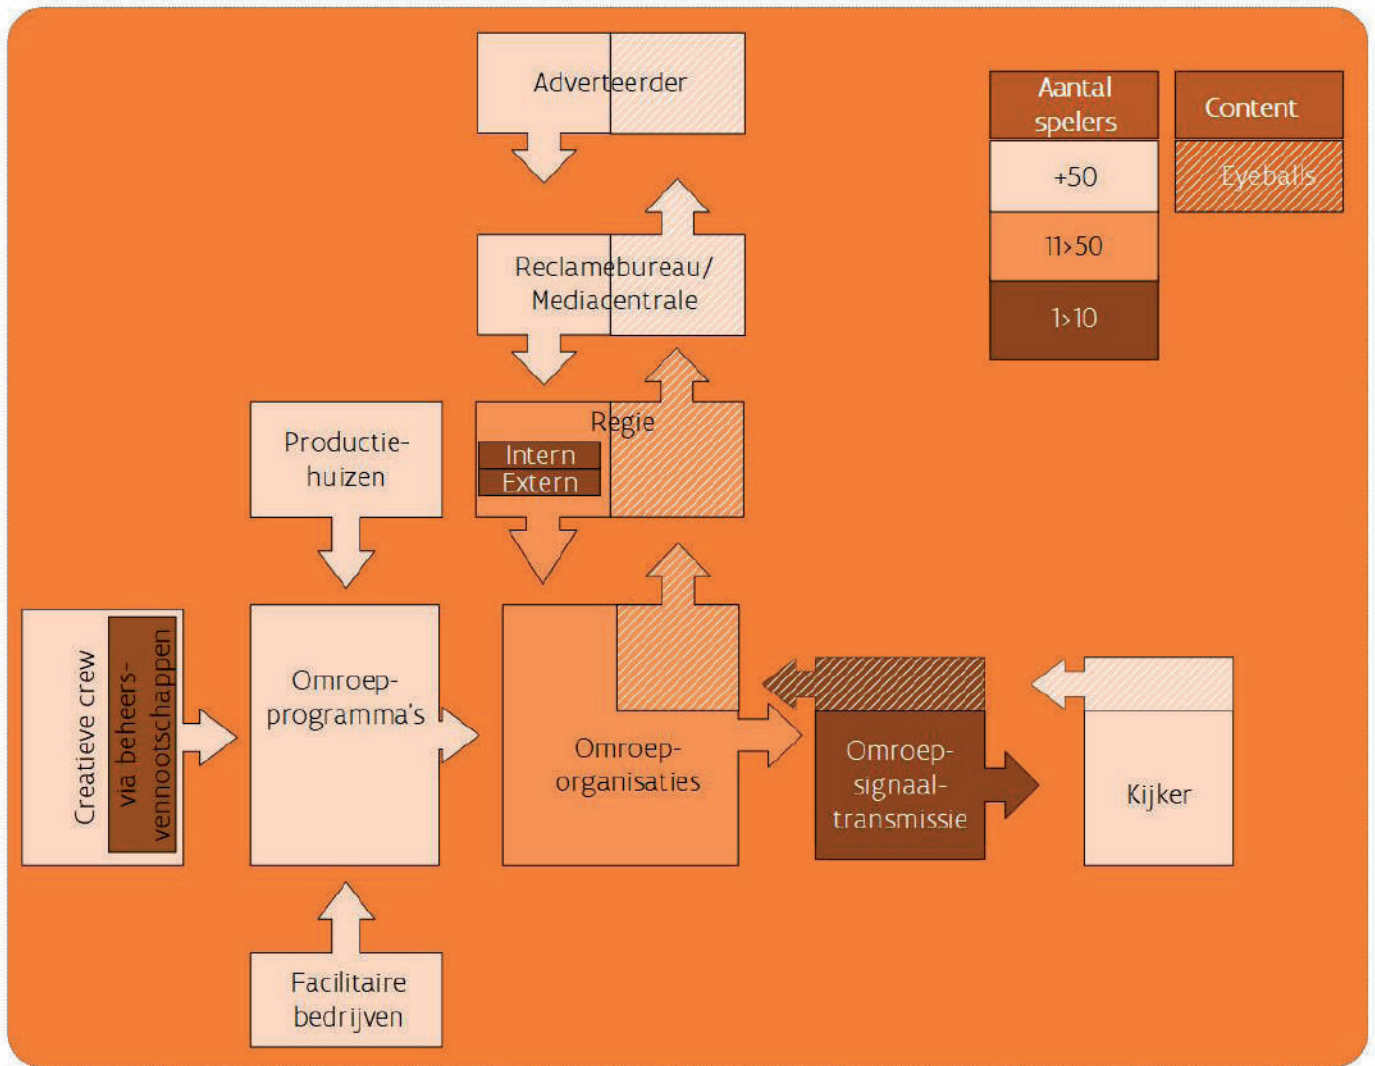 Adverteerder
Aantal
spelers
Content
+50
Eyeballs
11>50
1>10
Reclamebureau/
Mediacentrale
Regie
Intern
Extern
Productie-
huizen
Creatieve crew
via beheers-
vennootschappen
Omroep-
programma's
Omroep-
organisaties
Omroep-
signaal-
transmissie
Kijker
Facilitaire
bedrijven